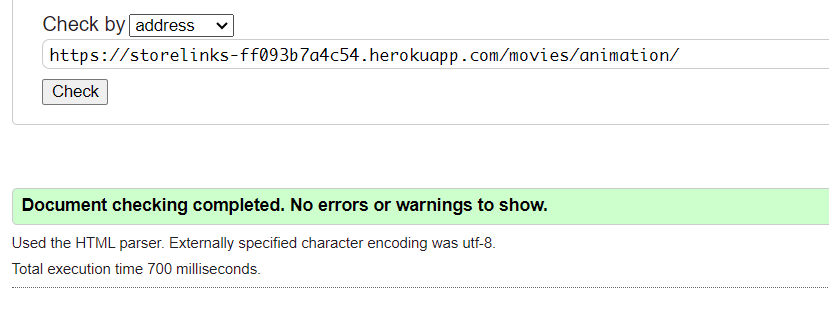 Check by address
https://storelinks-ff093b7a4c54.herokuapp.com/movies/animation/
Check
Document checking completed. No errors or warnings to show.
Used the HTML parser. Externally specified character encoding was utf-8.
Total execution time 700 milliseconds.